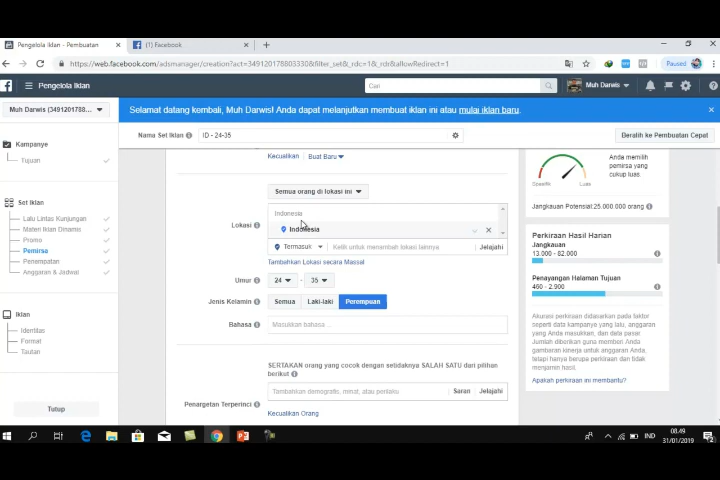 Pengelola Iklan - Pembuatan
(1) Facebook
https://web.facebook.com/adsmanager/creation?act=349120178803330&filter_set&_rdc=1&_rdr&allowRedirect=1
Paused
Pengelola Iklan
Cari
Muh Darwis
Muh Darwis (3491201788...
Selamat datang kembali, Muh Darwis! Anda dapat melanjutkan membuat iklan ini atau mulai iklan baru.
Nama Set Iklan
ID - 24-35
Beralih ke Pembuatan Cepat
Kampanye
Tujuan
Set Iklan
Lalu Lintas Kunjungan
Materi Iklan Dinamis
Promo
Pemirsa
Penempatan
Anggaran & Jadwal
Iklan
Identitas
Format
Tautan
Tutup
Kecualikan
Buat Baru
Semua orang di lokasi ini
Lokasi
Indonesia
Indonesia
Termasuk
Ketik untuk menambah lokasi lainnya
Jelajahi
Tambahkan Lokasi secara Massal
Umur
24 - 35
Jenis Kelamin
Semua
Laki-laki
Perempuan
Bahasa
Masukkan bahasa ...
SERTAKAN orang yang cocok dengan setidaknya SALAH SATU dari pilihan
berikut
Penargetan Terperinci
Tambahkan demografis, minat, atau perilaku
Saran
Jelajahi
Kecualikan Orang
Spesifik
Luas
Anda memilih
pemirsa yang
cukup luas.
Jangkauan Potensial:25.000.000 orang
Perkiraan Hasil Harian
Jangkauan
13.000 - 82.000
Penayangan Halaman Tujuan
460 - 2.900
Akurasi perkiraan didasarkan pada faktor
seperti data kampanye yang lalu, anggaran
yang Anda masukkan, dan data pasar.
Jumlah diberikan guna memberi Anda
gambaran kinerja untuk anggaran Anda,
tetapi hanya berupa perkiraan dan tidak
menjamin hasil.
Apakah perkiraan ini membantu?
IND
08.49
31/01/2019